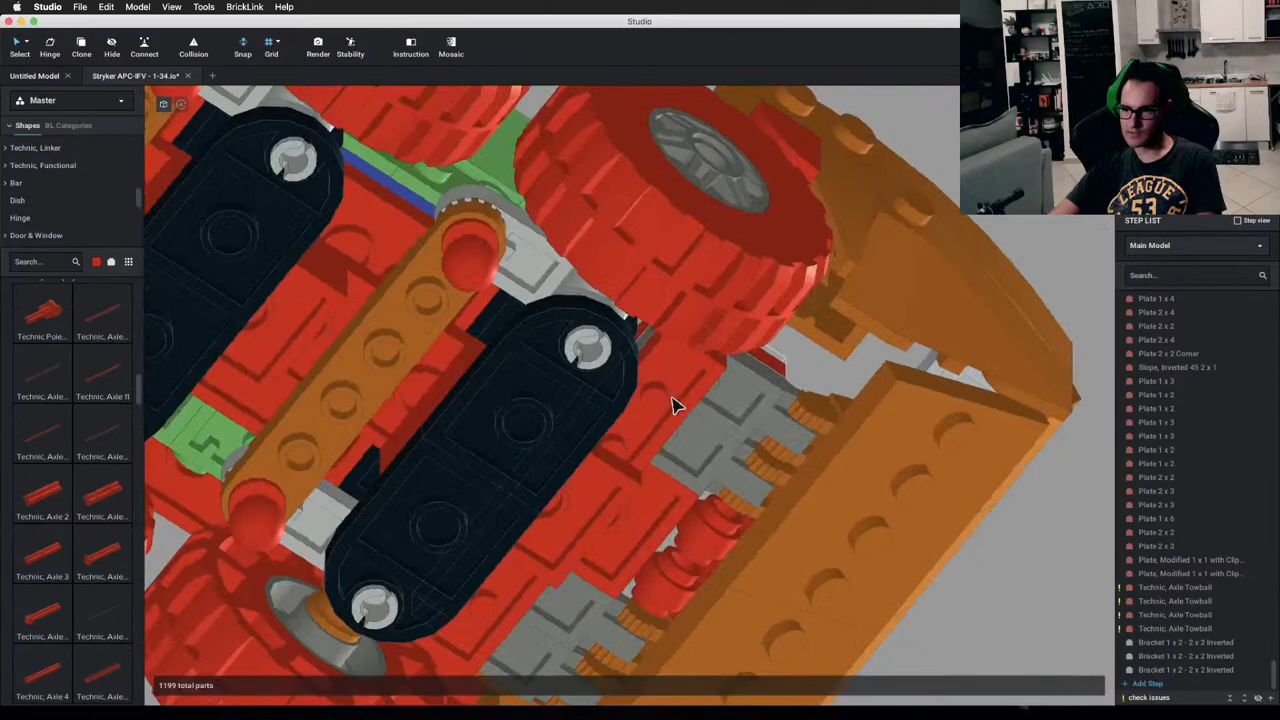 Studio File Edit Model View Tools BrickLink Help
Studio
Select Hinge Clone Hide Connect Collision Snap Grid Render Stability Instruction Mosaic
Untitled Model Stryker APC-IFV - 1-34.io*
Master
Shapes BL Categories
Technic, Linker
Technic, Functional
Bar
Dish
Hinge
Door & Window
Search...
Technic Pole... Technic, Axle...
Technic, Axle... Technic, Axle 11
Technic, Axle... Technic, Axle...
Technic, Axle 2 Technic, Axle...
Technic, Axle 3 Technic, Axle...
Technic, Axle... Technic, Axle...
Technic, Axle 4 Technic, Axle...
1199 total parts
LEAGUE
53
STEP LIST Step view
Main Model
Search...
Plate 1 x 4
Plate 2 x 4
Plate 2 x 2
Plate 2 x 4
Plate 2 x 2 Corner
Slope, Inverted 45 2 x 1
Plate 1 x 3
Plate 1 x 2
Plate 1 x 2
Plate 1 x 3
Plate 1 x 3
Plate 1 x 2
Plate 1 x 2
Plate 2 x 2
Plate 2 x 3
Plate 2 x 3
Plate 1 x 6
Plate 2 x 2
Plate 2 x 3
Plate, Modified 1 x 1 with Clip...
Plate, Modified 1 x 1 with Clip...
! Technic, Axle Towball
! Technic, Axle Towball
! Technic, Axle Towball
! Technic, Axle Towball
Bracket 1 x 2 - 2 x 2 Inverted
Bracket 1 x 2 - 2 x 2 Inverted
Bracket 1 x 2 - 2 x 2 Inverted
+ Add Step
! check issues